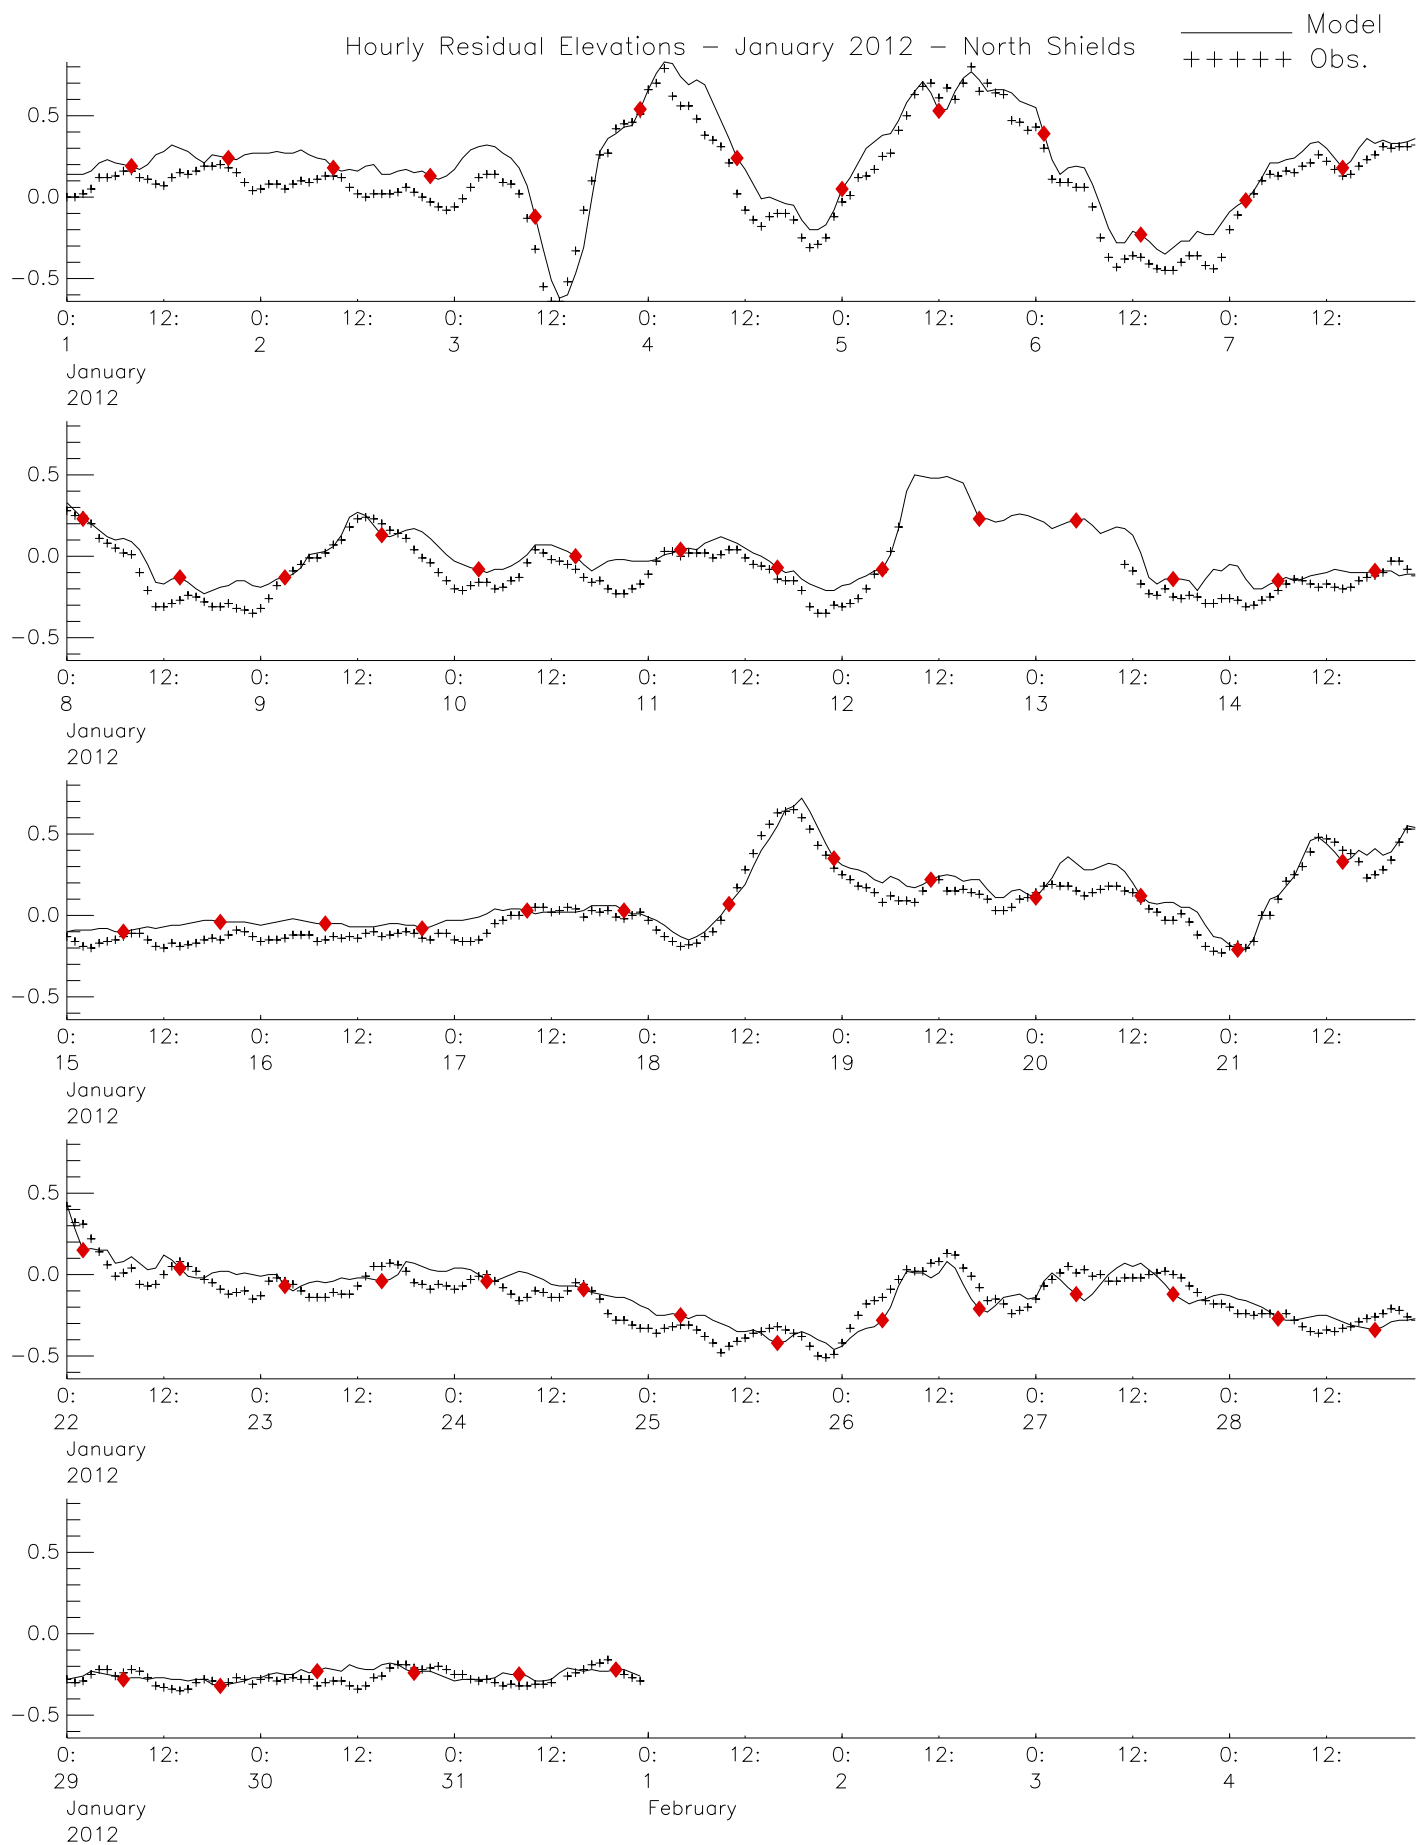 Model
Hourly Residual Elevations − January 2012 − North Shields
+++++ Obs.
0.5
0.0
−0.5
0: 12: 0: 12: 0: 12: 0: 12: 0: 12: 0: 12: 0: 12:
1 2 3 4 5 6 7
January
2012
0.5
0.0
−0.5
0: 12: 0: 12: 0: 12: 0: 12: 0: 12: 0: 12: 0: 12:
8 9 10 11 12 13 14
January
2012
0.5
0.0
−0.5
0: 12: 0: 12: 0: 12: 0: 12: 0: 12: 0: 12: 0: 12:
15 16 17 18 19 20 21
January
2012
0.5
0.0
−0.5
0: 12: 0: 12: 0: 12: 0: 12: 0: 12: 0: 12: 0: 12:
22 23 24 25 26 27 28
January
2012
0.5
0.0
−0.5
0: 12: 0: 12: 0: 12: 0: 12: 0: 12: 0: 12: 0: 12:
29 30 31 1 2 3 4
January February
2012